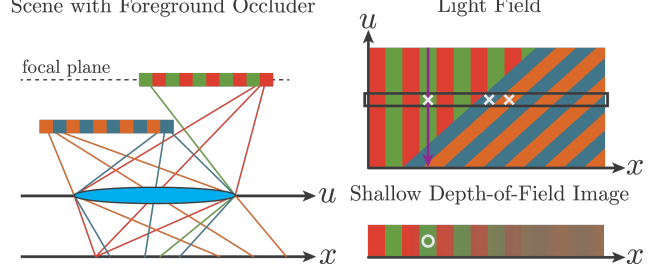 Scene with Foreground Occluder
focal plane
u
x
Light Field
u
x
Shallow Depth-of-Field Image
x